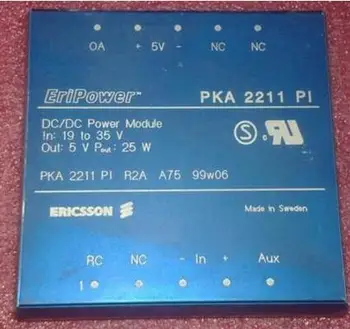 OA + 5V - NC NC
EriPower™ PKA 2211 PI
DC/DC Power Module
In: 19 to 35 V
Out: 5 V Pout: 25 W
PKA 2211 PI R2A A75 99w06
ERICSSON Made in Sweden
RC NC - In + Aux
1